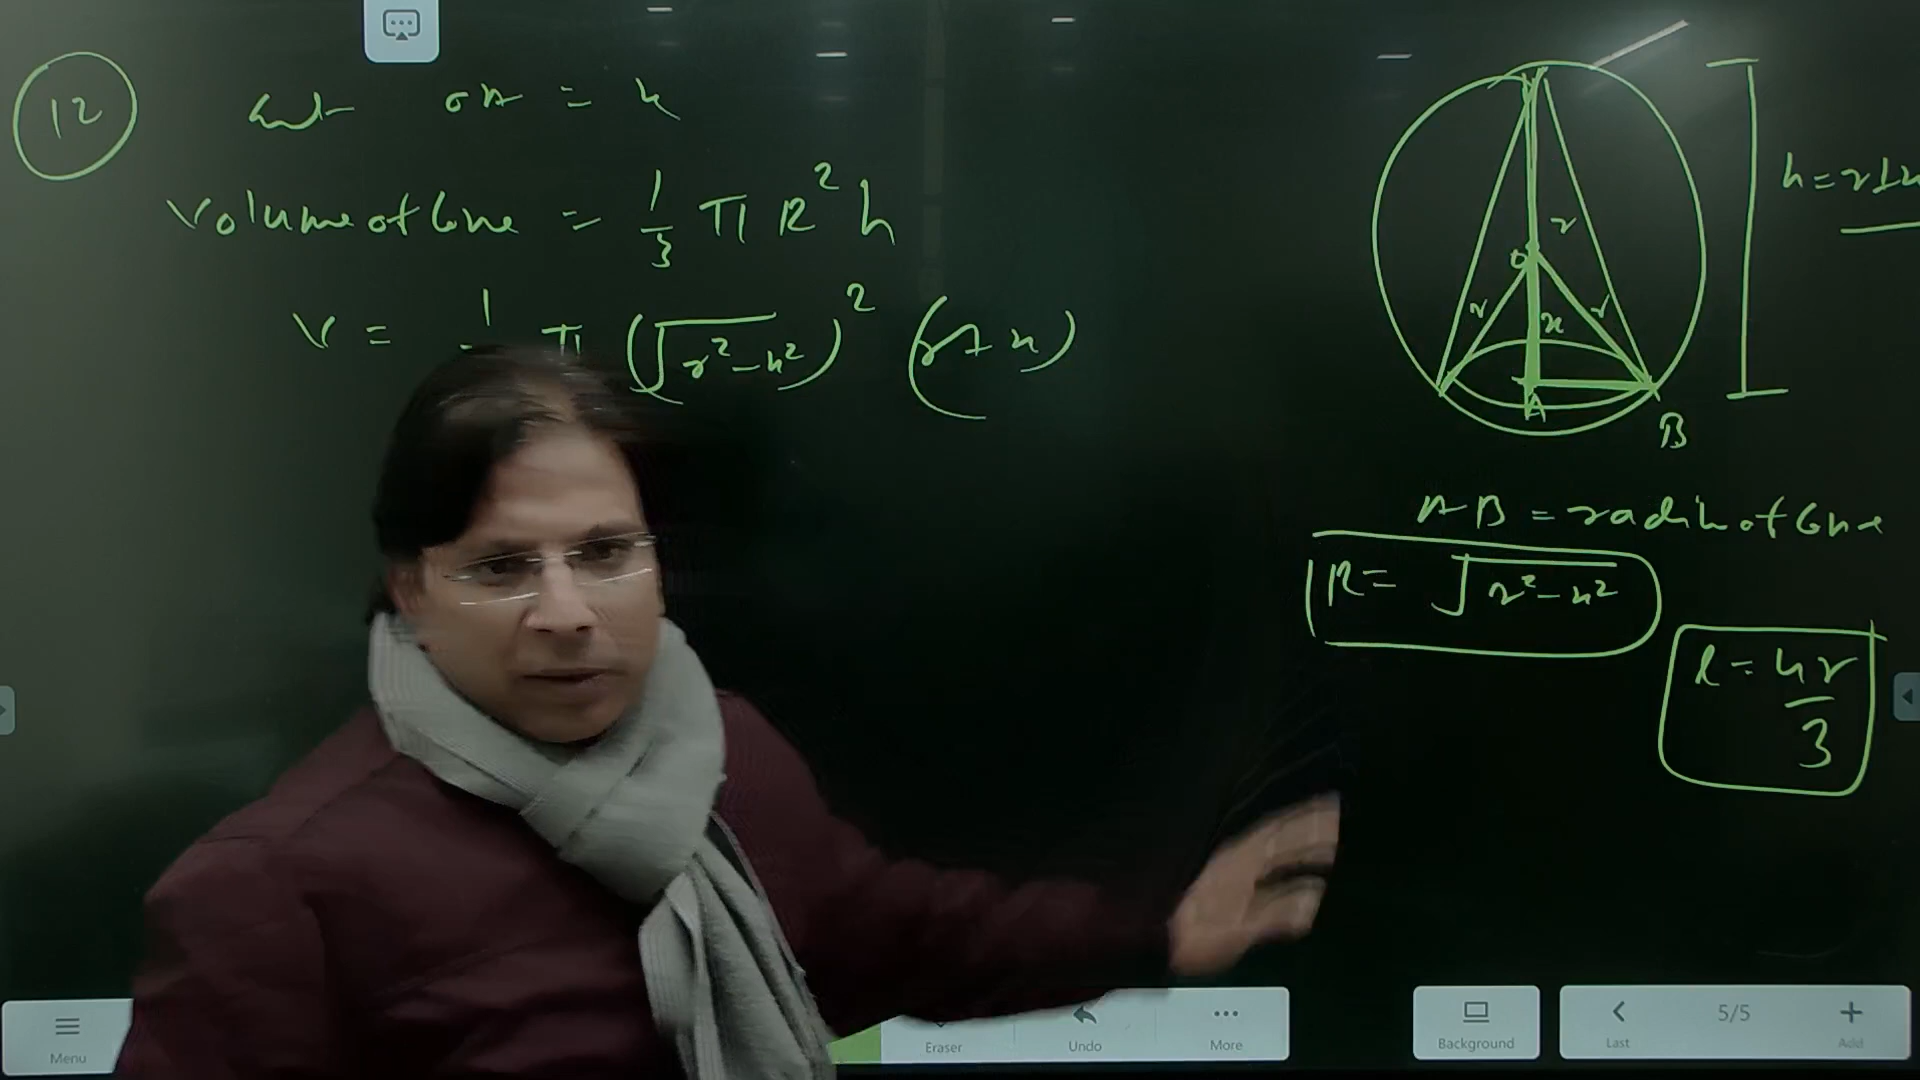 12
Let OA = x
Volume of Cone = 1/3 π R² h
V = 1 π (√r²-x²)² (r+x)
h = r+x
r
O
r
x
r
A
B
AB = radius of Cone
R = √r²-x²
h = 4r/3
Menu
Eraser
Undo
More
Background
Last
5/5
Add